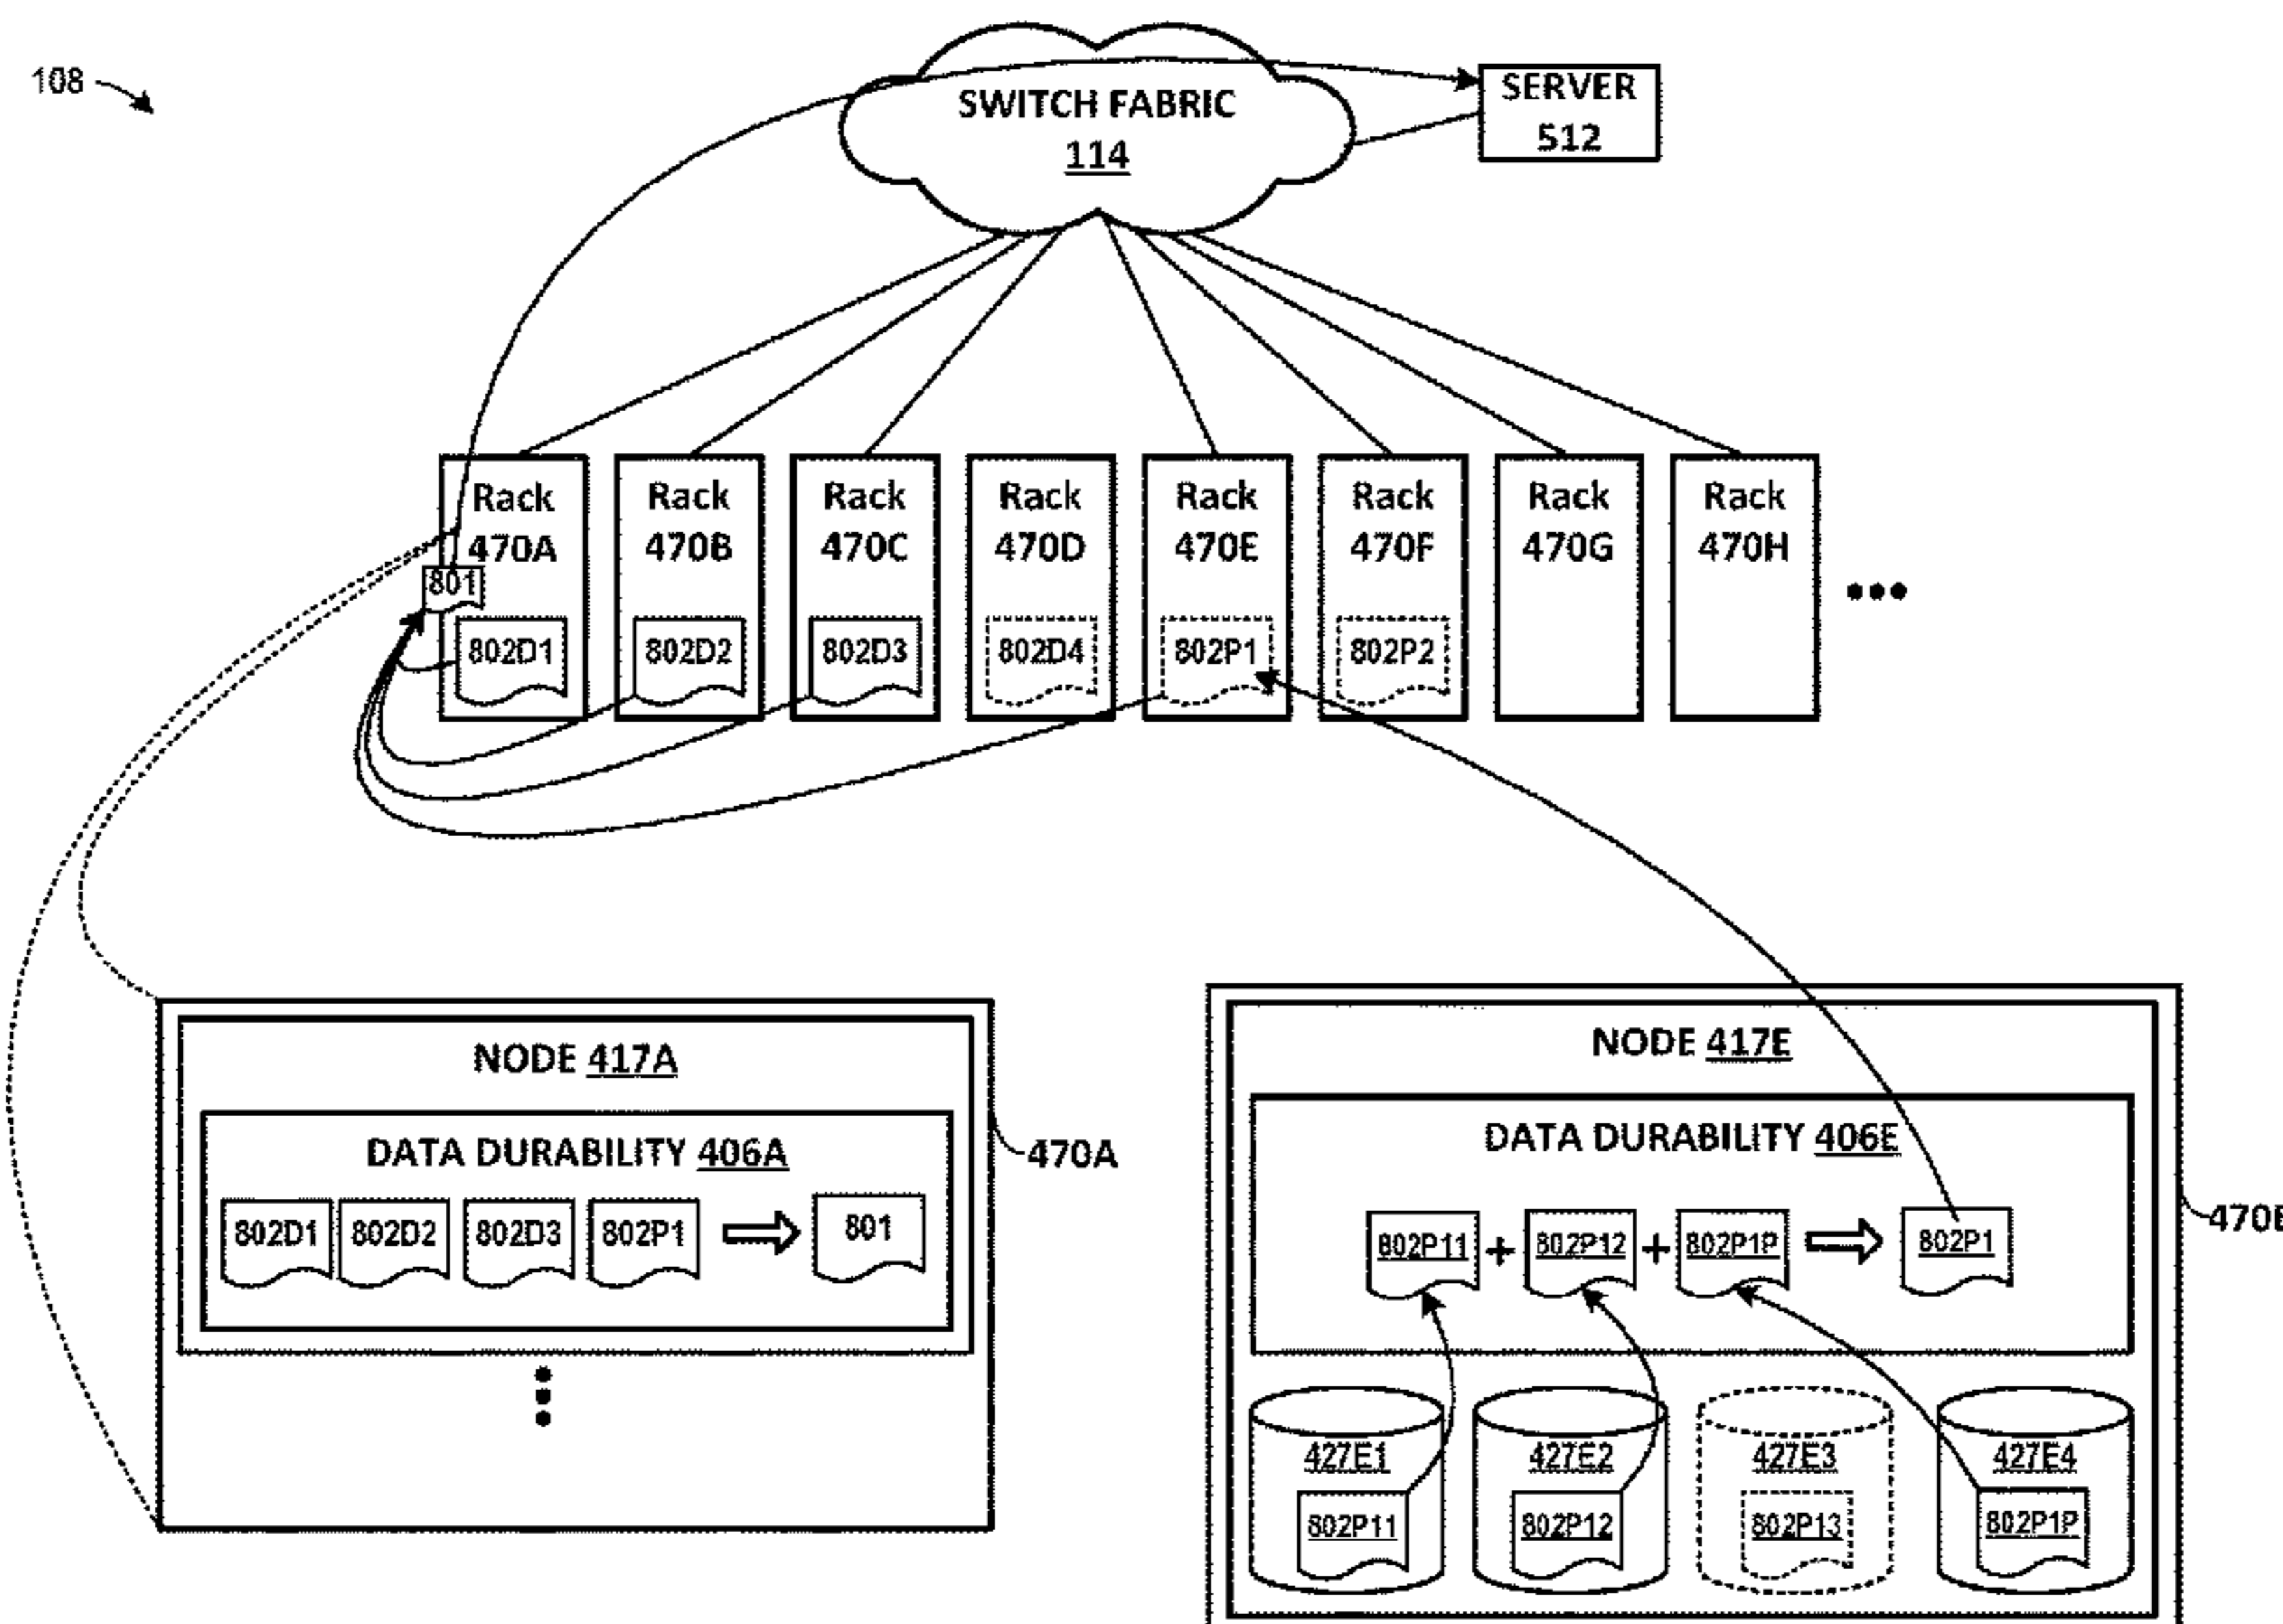 108
SWITCH FABRIC
114
SERVER
512
Rack
470A
Rack
470B
Rack
470C
Rack
470D
Rack
470E
Rack
470F
Rack
470G
Rack
470H
801
802D1
802D2
802D3
802D4
802P1
802P2
NODE 417A
DATA DURABILITY 406A
802D1
802D2
802D3
802P1
801
470A
NODE 417E
DATA DURABILITY 406E
802P11 + 802P12 + 802P1P
802P1
470E
427E1
427E2
427E3
427E4
802P11
802P12
802P13
802P1P